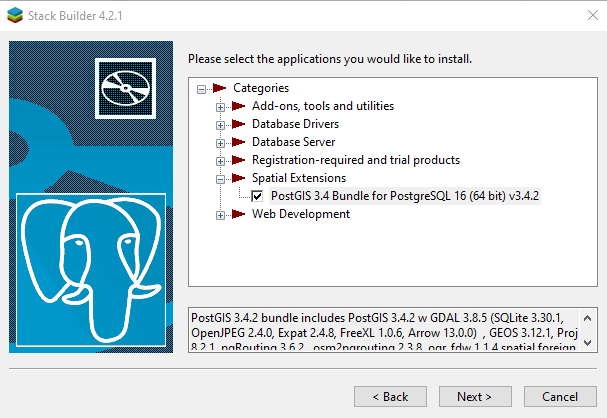 Stack Builder 4.2.1
Please select the applications you would like to install.
Categories
Add-ons, tools and utilities
Database Drivers
Database Server
Registration-required and trial products
Spatial Extensions
PostGIS 3.4 Bundle for PostgreSQL 16 (64 bit) v3.4.2
Web Development
PostGIS 3.4.2 bundle includes PostGIS 3.4.2 w GDAL 3.8.5 (SQLite 3.30.1,
OpenJPEG 2.4.0, Expat 2.4.8, FreeXL 1.0.6, Arrow 13.0.0) , GEOS 3.12.1, Proj
8.2.1, pgRouting 3.6.2, osm2pgrouting 2.3.8, ogr_fdw 1.1.4 spatial foreign
< Back
Next >
Cancel